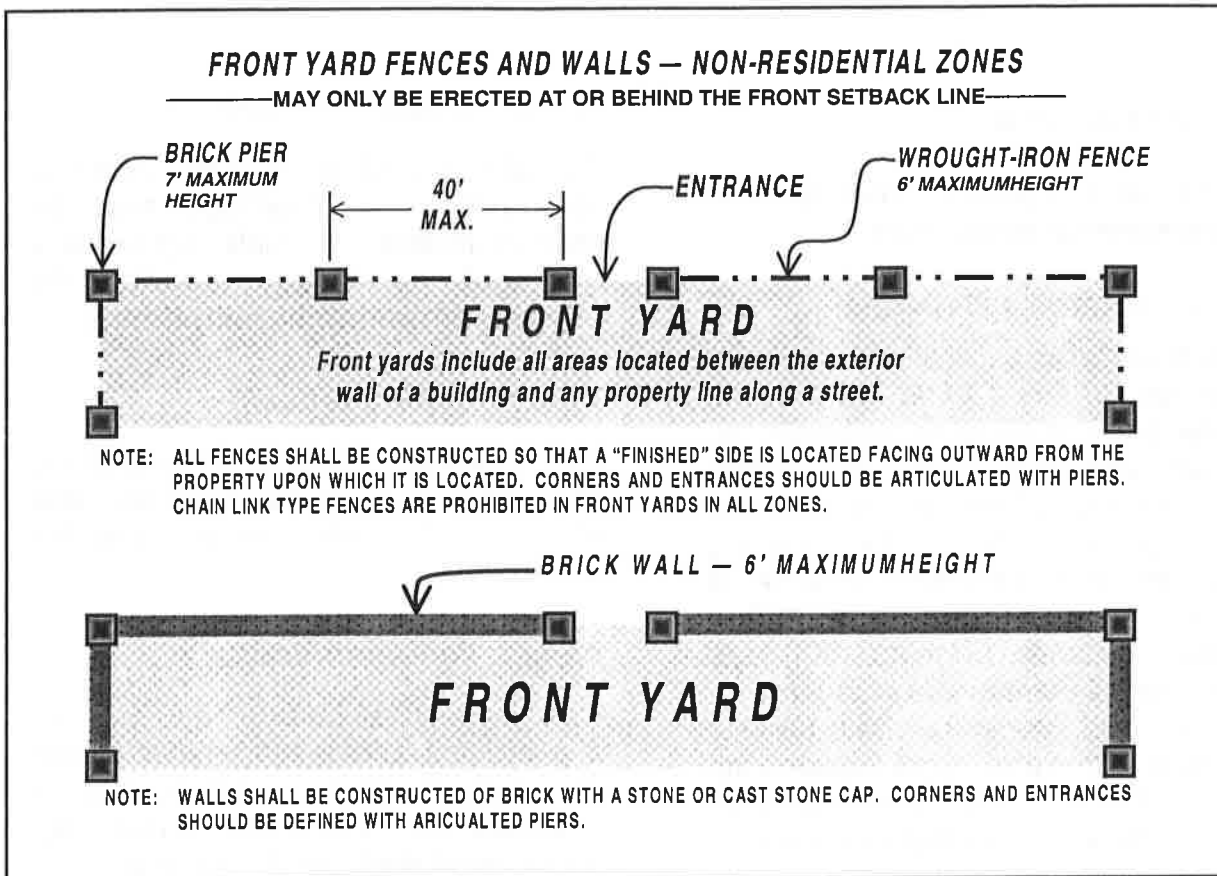 FRONT YARD FENCES AND WALLS — NON-RESIDENTIAL ZONES
MAY ONLY BE ERECTED AT OR BEHIND THE FRONT SETBACK LINE
BRICK PIER
7' MAXIMUM
HEIGHT
40'
MAX.
ENTRANCE
WROUGHT-IRON FENCE
6' MAXIMUMHEIGHT
FRONT YARD
Front yards include all areas located between the exterior
wall of a building and any property line along a street.
NOTE: ALL FENCES SHALL BE CONSTRUCTED SO THAT A "FINISHED" SIDE IS LOCATED FACING OUTWARD FROM THE
PROPERTY UPON WHICH IT IS LOCATED. CORNERS AND ENTRANCES SHOULD BE ARTICULATED WITH PIERS.
CHAIN LINK TYPE FENCES ARE PROHIBITED IN FRONT YARDS IN ALL ZONES.
BRICK WALL — 6' MAXIMUMHEIGHT
FRONT YARD
NOTE: WALLS SHALL BE CONSTRUCTED OF BRICK WITH A STONE OR CAST STONE CAP. CORNERS AND ENTRANCES
SHOULD BE DEFINED WITH ARICUALTED PIERS.